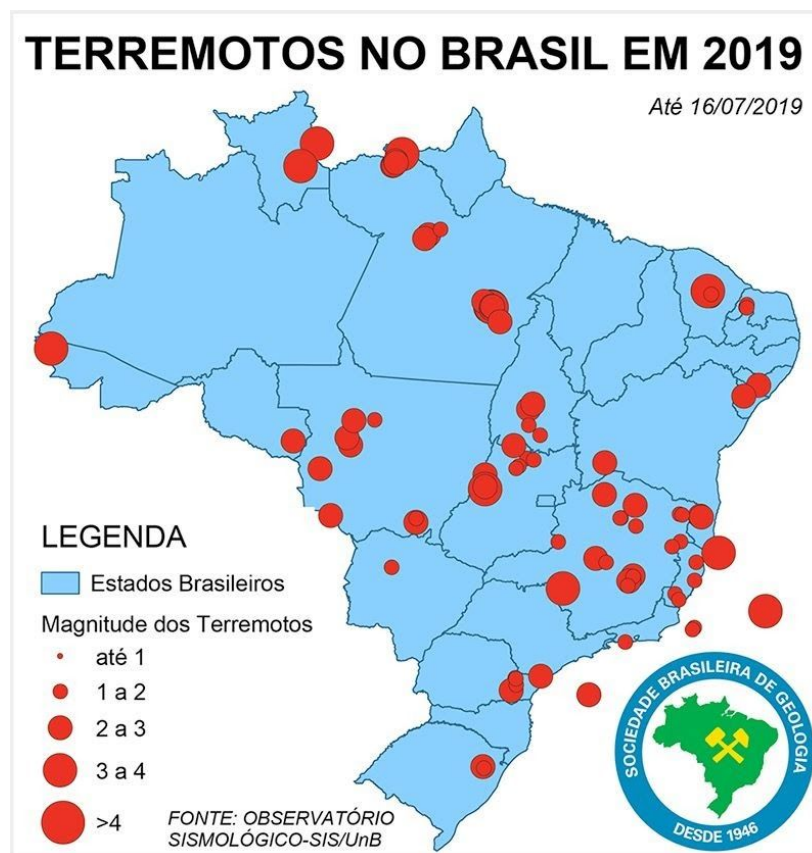 TERREMOTOS NO BRASIL EM 2019
Até 16/07/2019
LEGENDA
Estados Brasileiros
Magnitude dos Terremotos
até 1
1 a 2
2 a 3
3 a 4
>4
FONTE: OBSERVATÓRIO
SISMOLÓGICO-SIS/UnB
SOCIEDADE BRASILEIRA DE GEOLOGIA
DESDE 1946